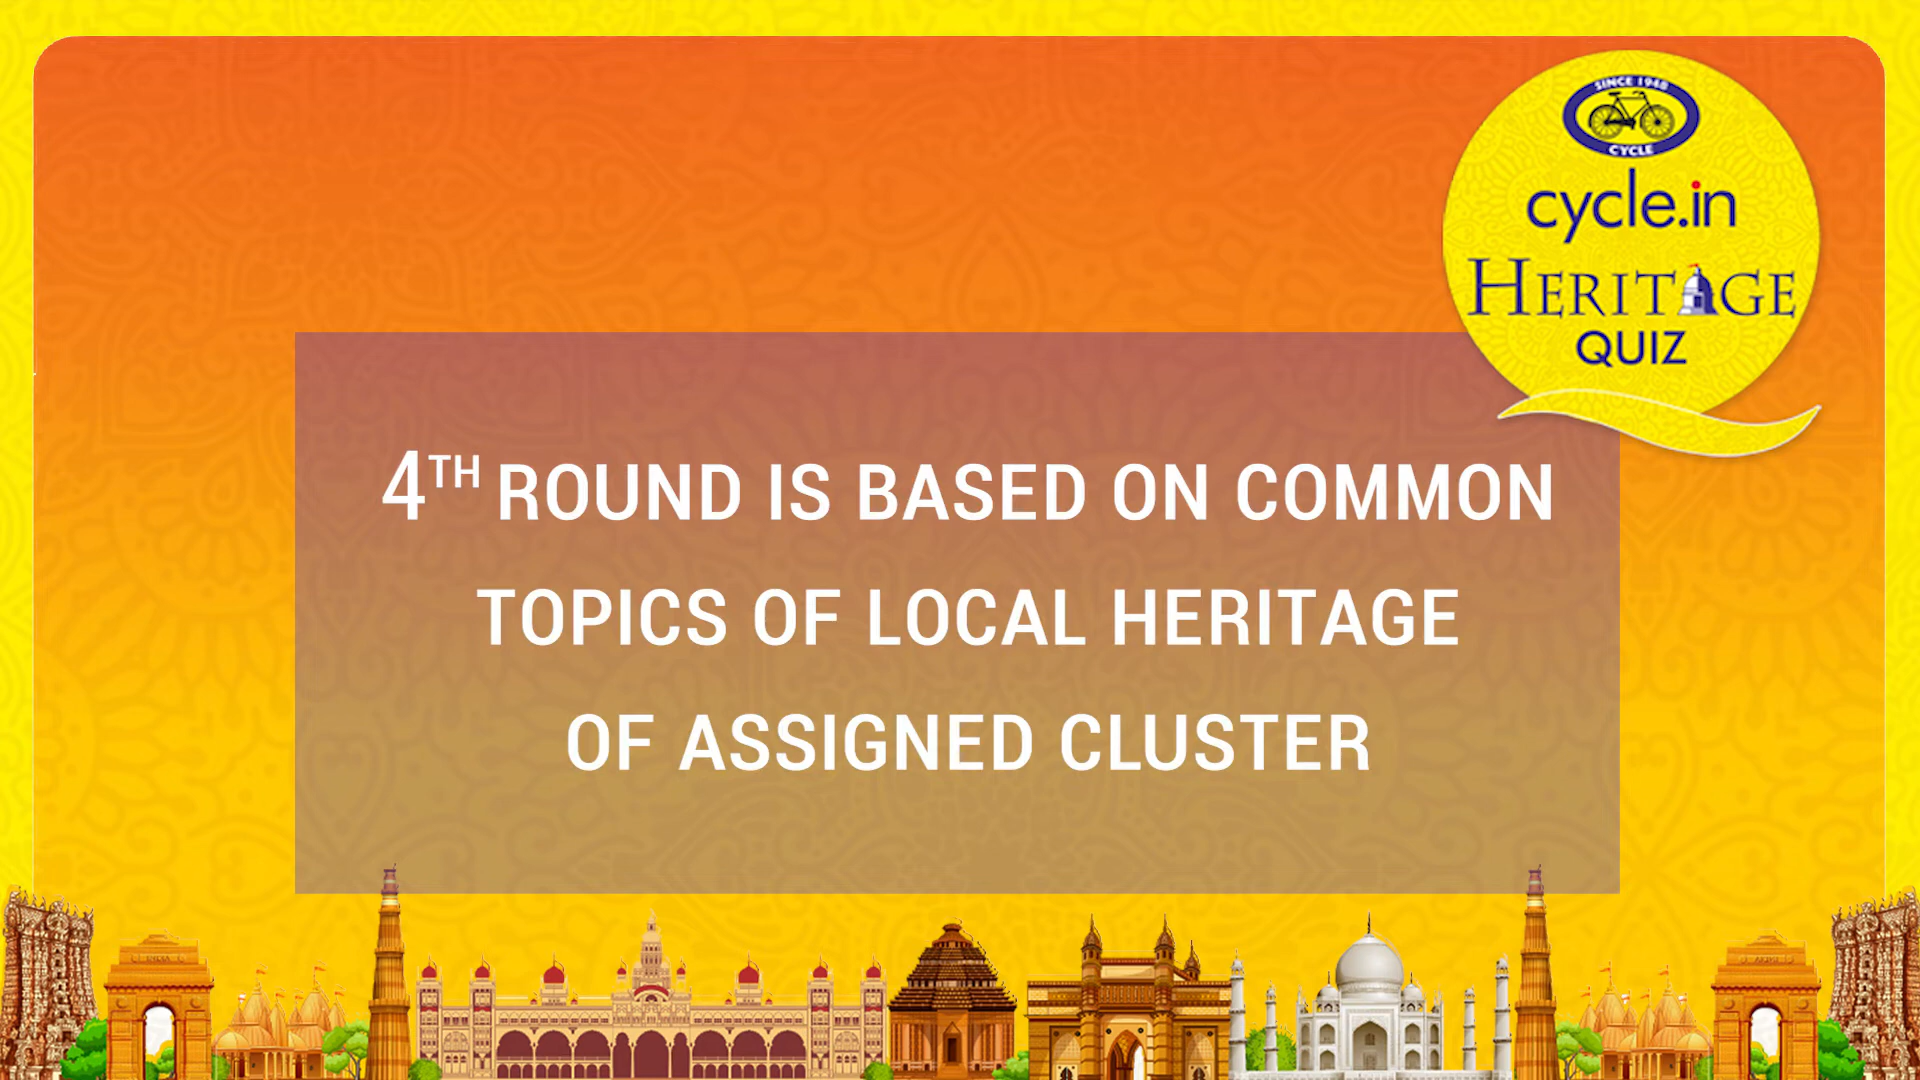 SINCE 1948
CYCLE
cycle.in
HERITAGE
QUIZ
4TH ROUND IS BASED ON COMMON
TOPICS OF LOCAL HERITAGE
OF ASSIGNED CLUSTER
INDIA